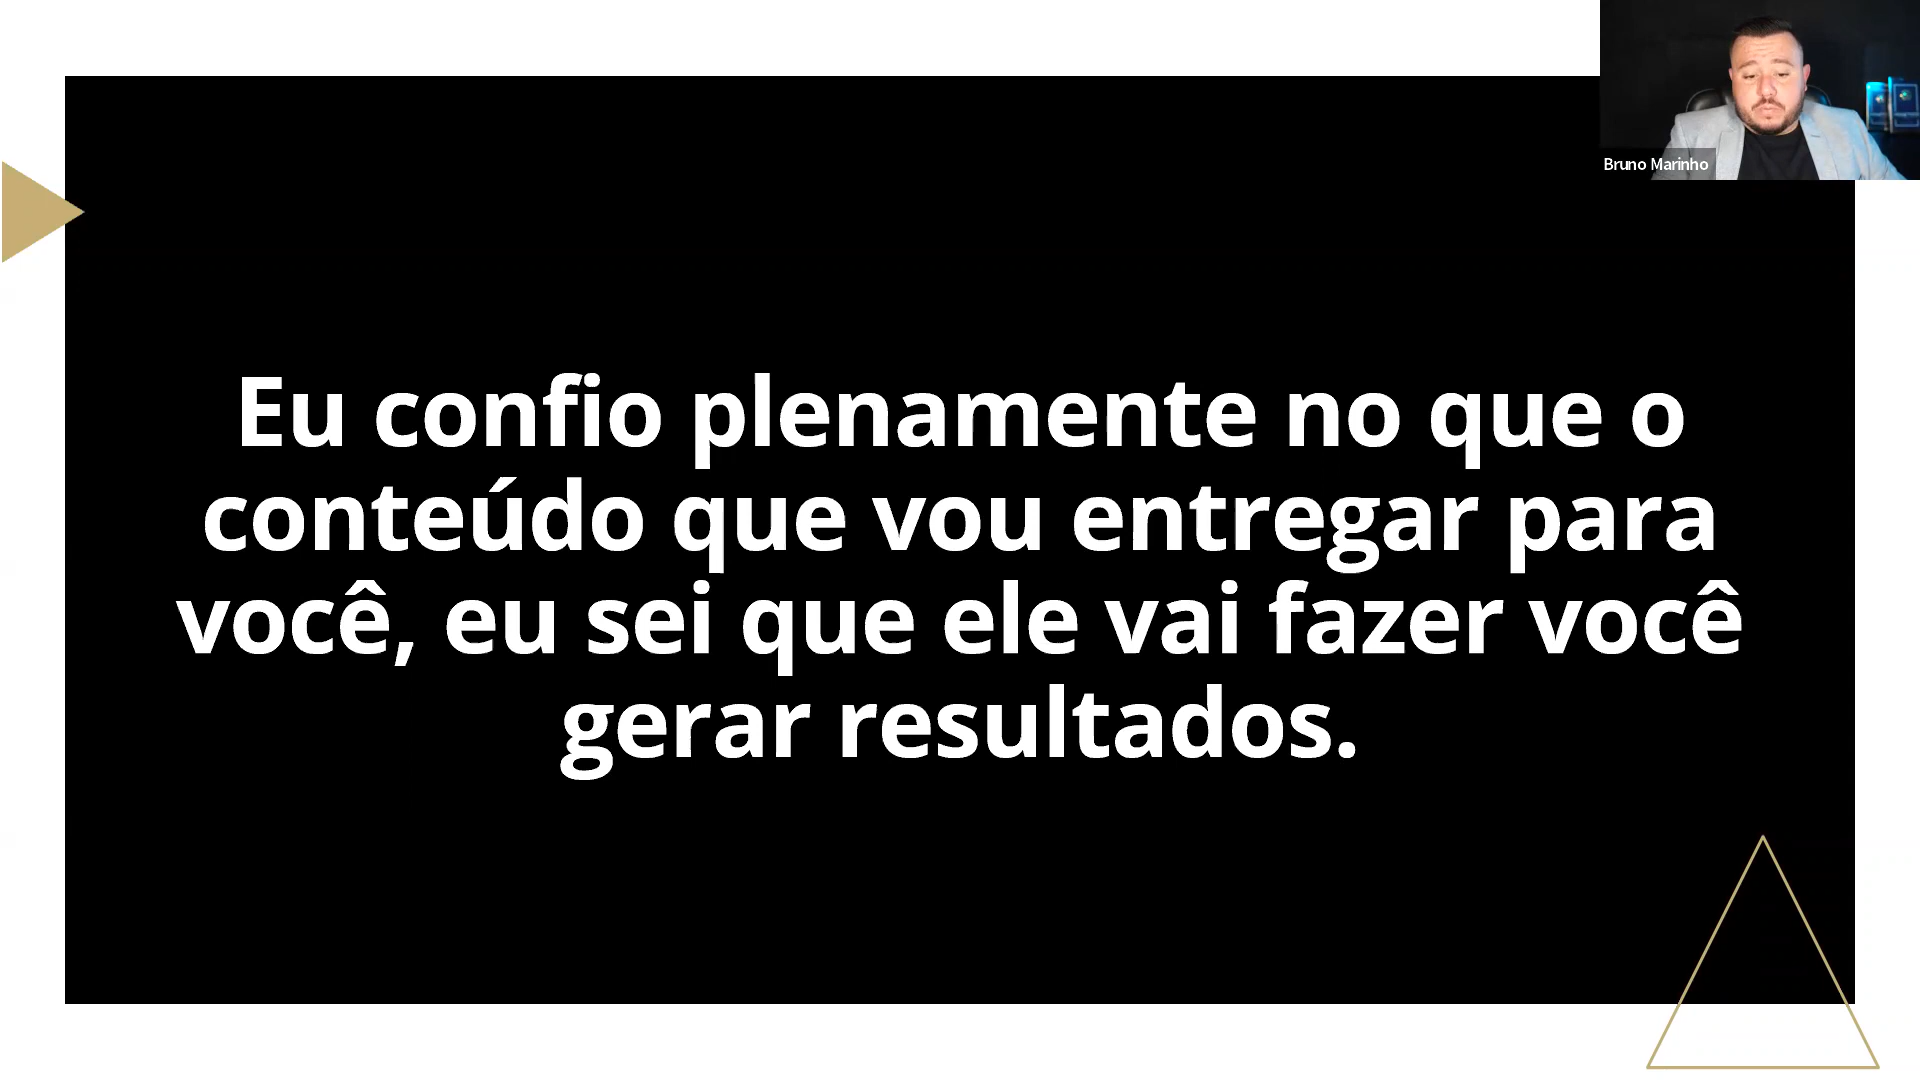 Bruno Marinho
Eu confio plenamente no que o
conteúdo que vou entregar para
você, eu sei que ele vai fazer você
gerar resultados.